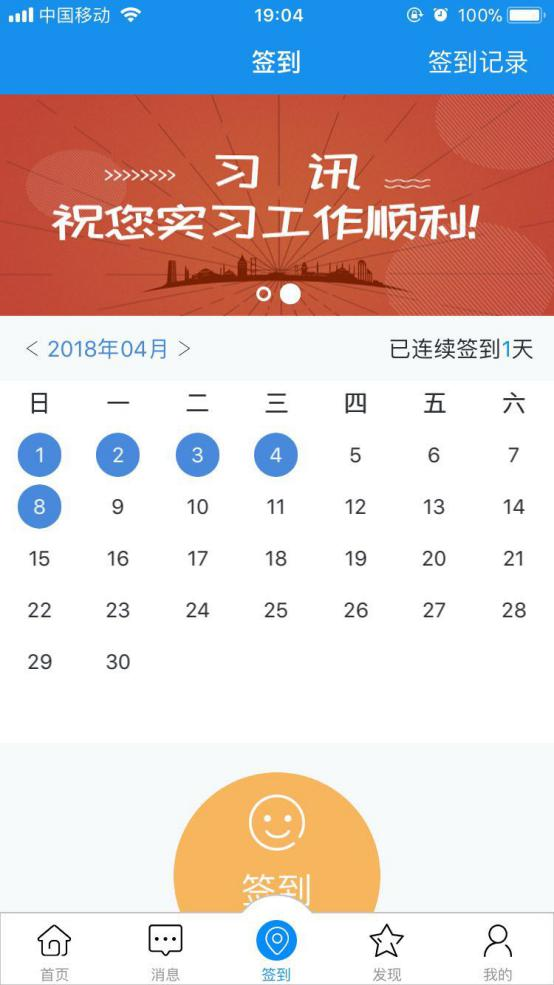 中国移动 19:04 100%
签到 签到记录
习 讯
祝您实习工作顺利!
< 2018年04月 > 已连续签到1天
日 一 二 三 四 五 六
1 2 3 4 5 6 7
8 9 10 11 12 13 14
15 16 17 18 19 20 21
22 23 24 25 26 27 28
29 30
签到
首页 消息 签到 发现 我的